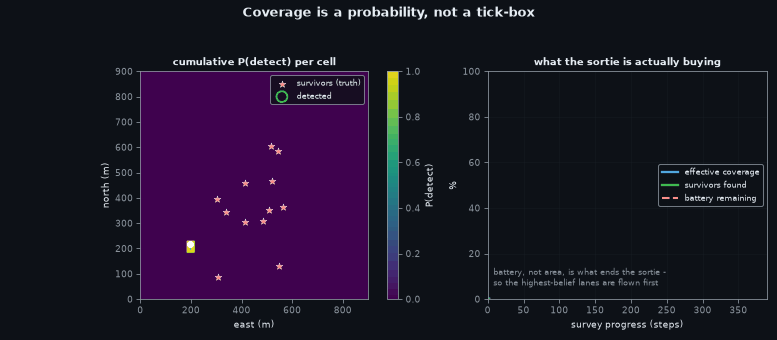 Coverage is a probability, not a tick-box
cumulative P(detect) per cell
900
800
700
600
500
400
300
200
100
0
north (m)
0 200 400 600 800
east (m)
survivors (truth)
detected
1.0
0.8
0.6
0.4
0.2
0.0
P(detect)
what the sortie is actually buying
100
80
60
40
20
0
%
effective coverage
survivors found
battery remaining
battery, not area, is what ends the sortie -
so the highest-belief lanes are flown first
0 50 100 150 200 250 300 350
survey progress (steps)